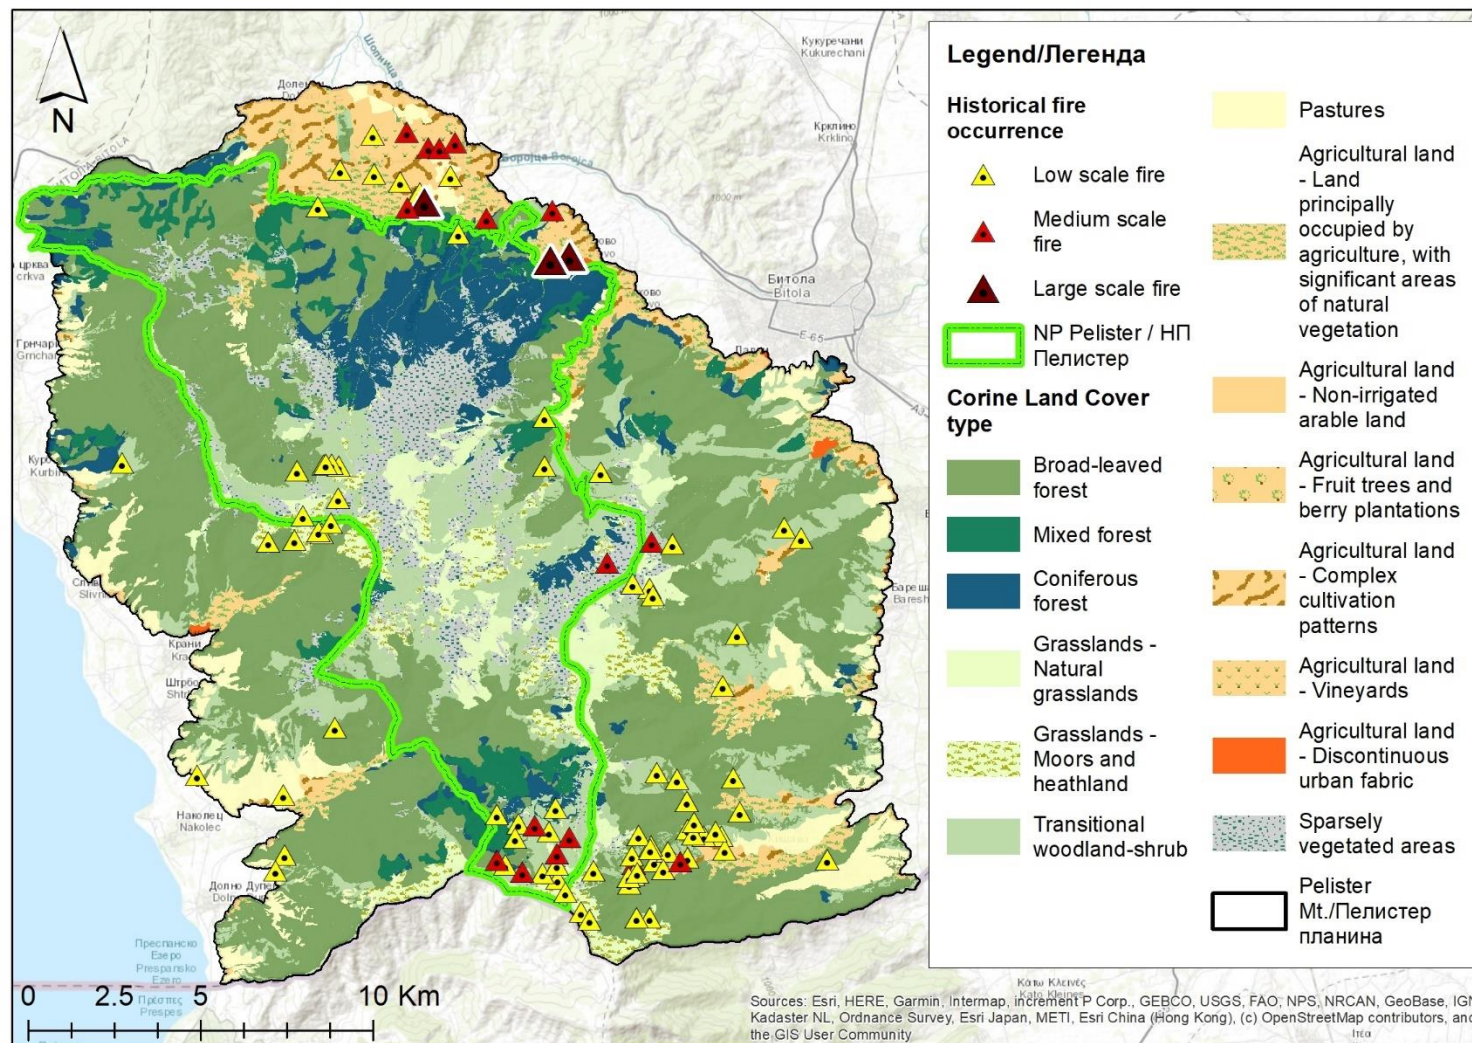 N
Кукуречани
Kukurechani
Крклино
Krklino
Битола
Bitola
E 65
Крани
Наколец
Nakolec
Преспанско
Езеро
Prespansko
Ezero
Πρέσπες
Prespes
0 2.5 5 10 Km
Legend/Легенда
Historical fire
occurrence
Low scale fire
Medium scale
fire
Large scale fire
NP Pelister / НП
Пелистер
Corine Land Cover
type
Broad-leaved
forest
Mixed forest
Coniferous
forest
Grasslands -
Natural
grasslands
Grasslands -
Moors and
heathland
Transitional
woodland-shrub
Pastures
Agricultural land
- Land
principally
occupied by
agriculture, with
significant areas
of natural
vegetation
Agricultural land
- Non-irrigated
arable land
Agricultural land
- Fruit trees and
berry plantations
Agricultural land
- Complex
cultivation
patterns
Agricultural land
- Vineyards
Agricultural land
- Discontinuous
urban fabric
Sparsely
vegetated areas
Pelister
Mt./Пелистер
планина
Κάτω Κλεινές
Kato Kleines
Sources: Esri, HERE, Garmin, Intermap, increment P Corp., GEBCO, USGS, FAO, NPS, NRCAN, GeoBase, IGN,
Kadaster NL, Ordnance Survey, Esri Japan, METI, Esri China (Hong Kong), (c) OpenStreetMap contributors, and
the GIS User Community